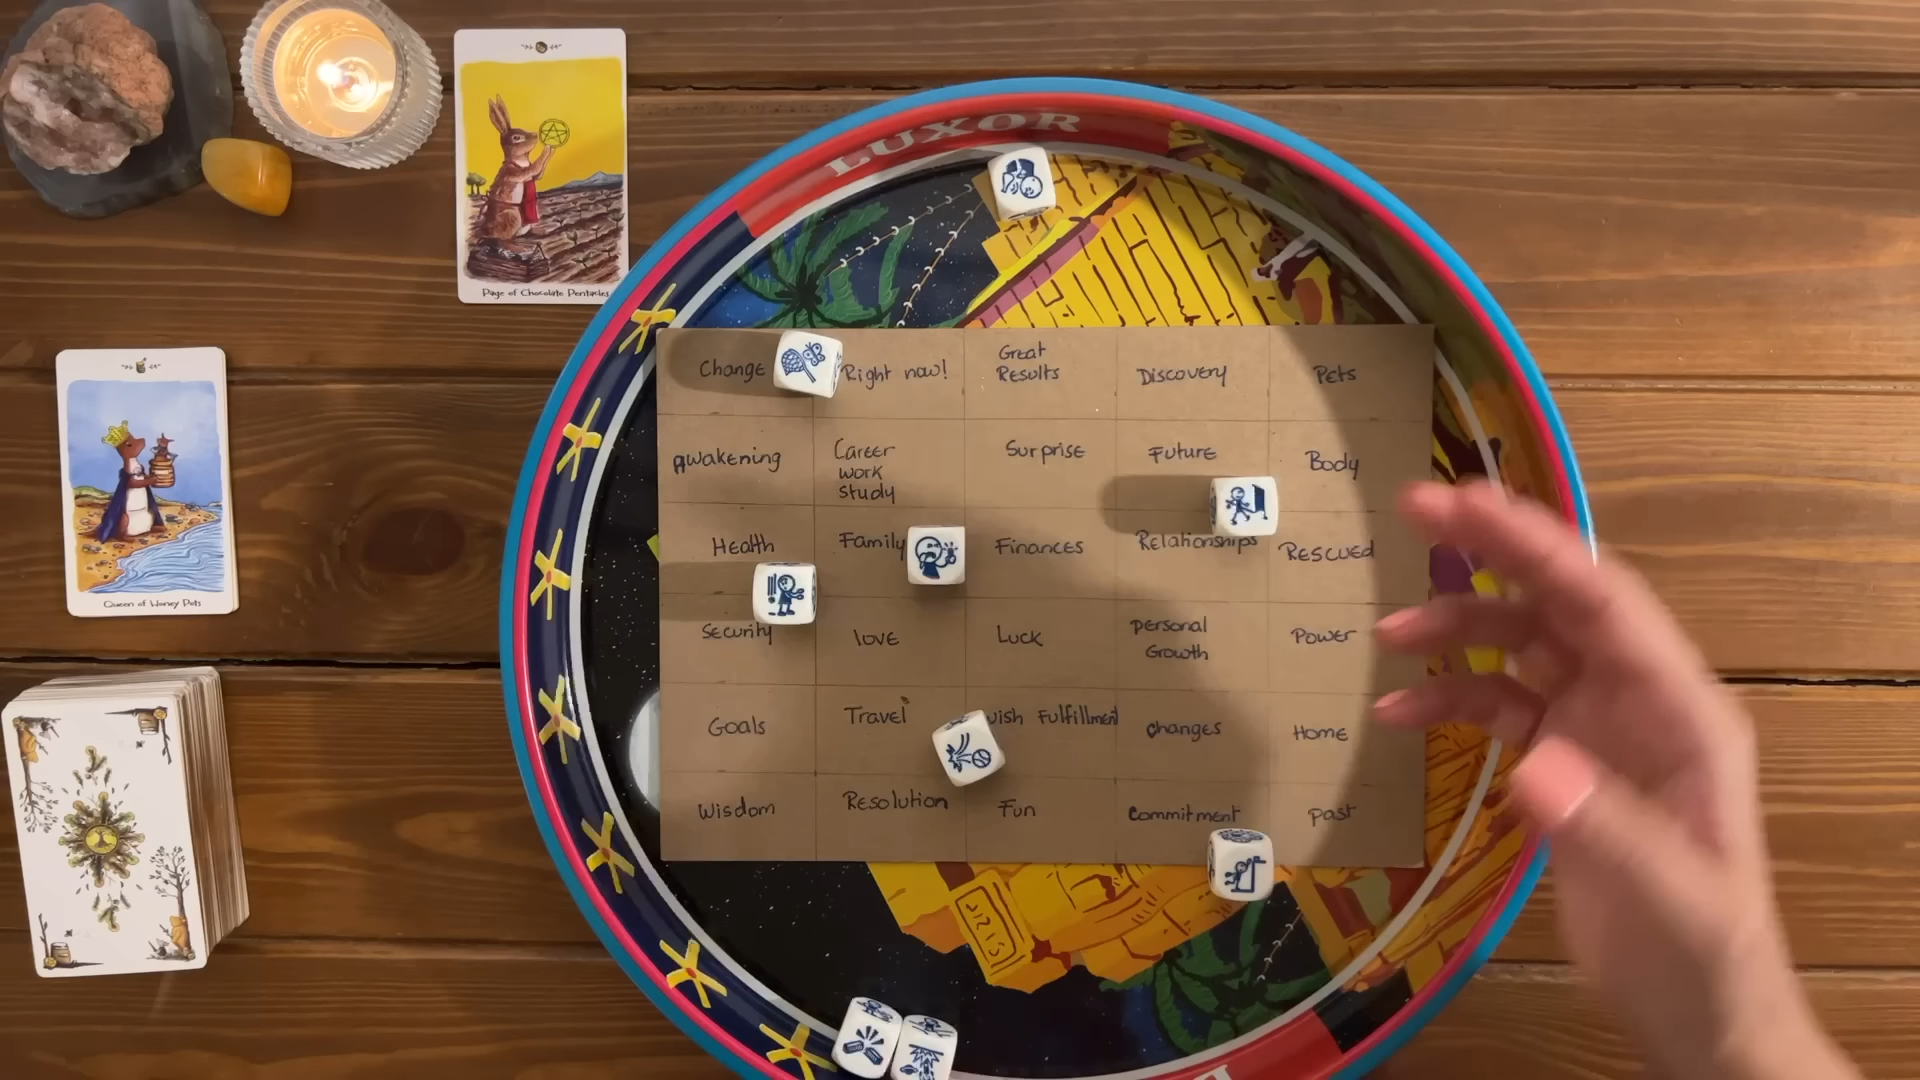 LUXOR
Page of Chocolate Pentacles
Change
Right now!
Great
Results
Discovery
Pets
Awakening
Career
work
study
Surprise
Future
Body
Health
Family
Finances
Relationships
RESCUED
Queen of Honey Pots
Security
love
Luck
personal
Growth
Power
Goals
Travel
wish Fulfillment
changes
Home
Wisdom
Resolution
Fun
Commitment
Past